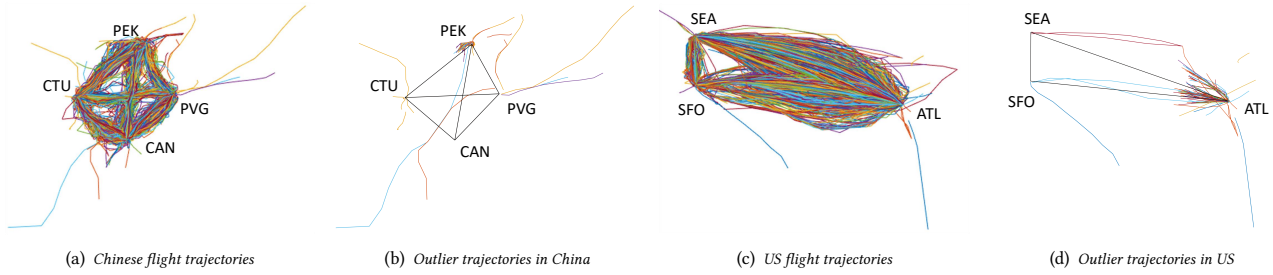 PEK
CTU
PVG
CAN
(a) Chinese flight trajectories
PEK
CTU
PVG
CAN
(b) Outlier trajectories in China
SEA
SFO
ATL
(c) US flight trajectories
SEA
SFO
ATL
(d) Outlier trajectories in US